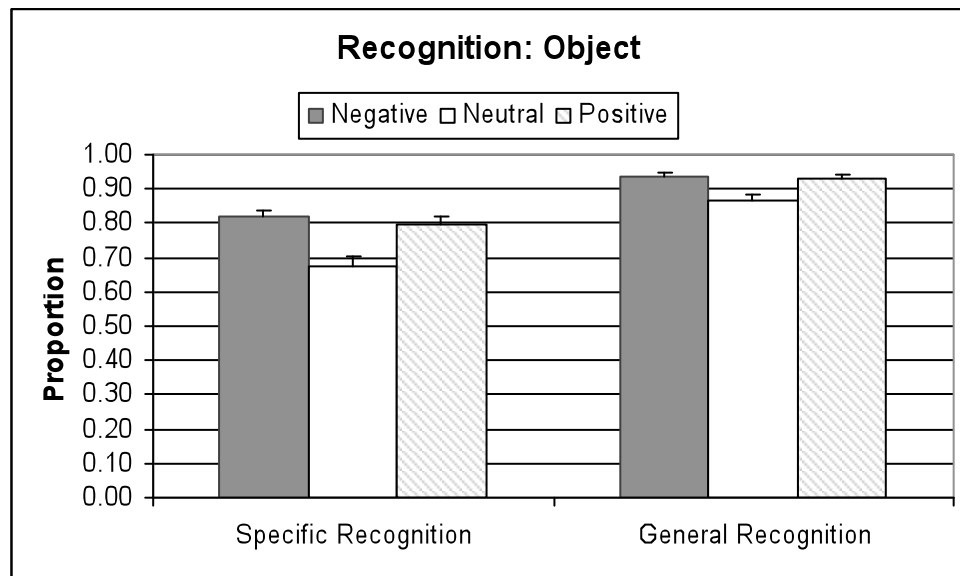 Recognition: Object
Negative Neutral Positive
Proportion
1.00
0.90
0.80
0.70
0.60
0.50
0.40
0.30
0.20
0.10
0.00
Specific Recognition General Recognition